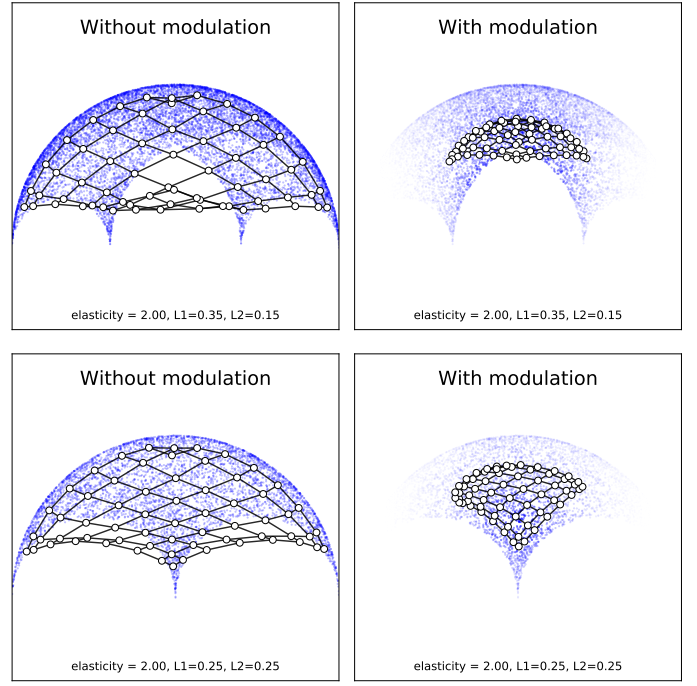 Without modulation
With modulation
elasticity = 2.00, L1=0.35, L2=0.15
elasticity = 2.00, L1=0.35, L2=0.15
Without modulation
With modulation
elasticity = 2.00, L1=0.25, L2=0.25
elasticity = 2.00, L1=0.25, L2=0.25